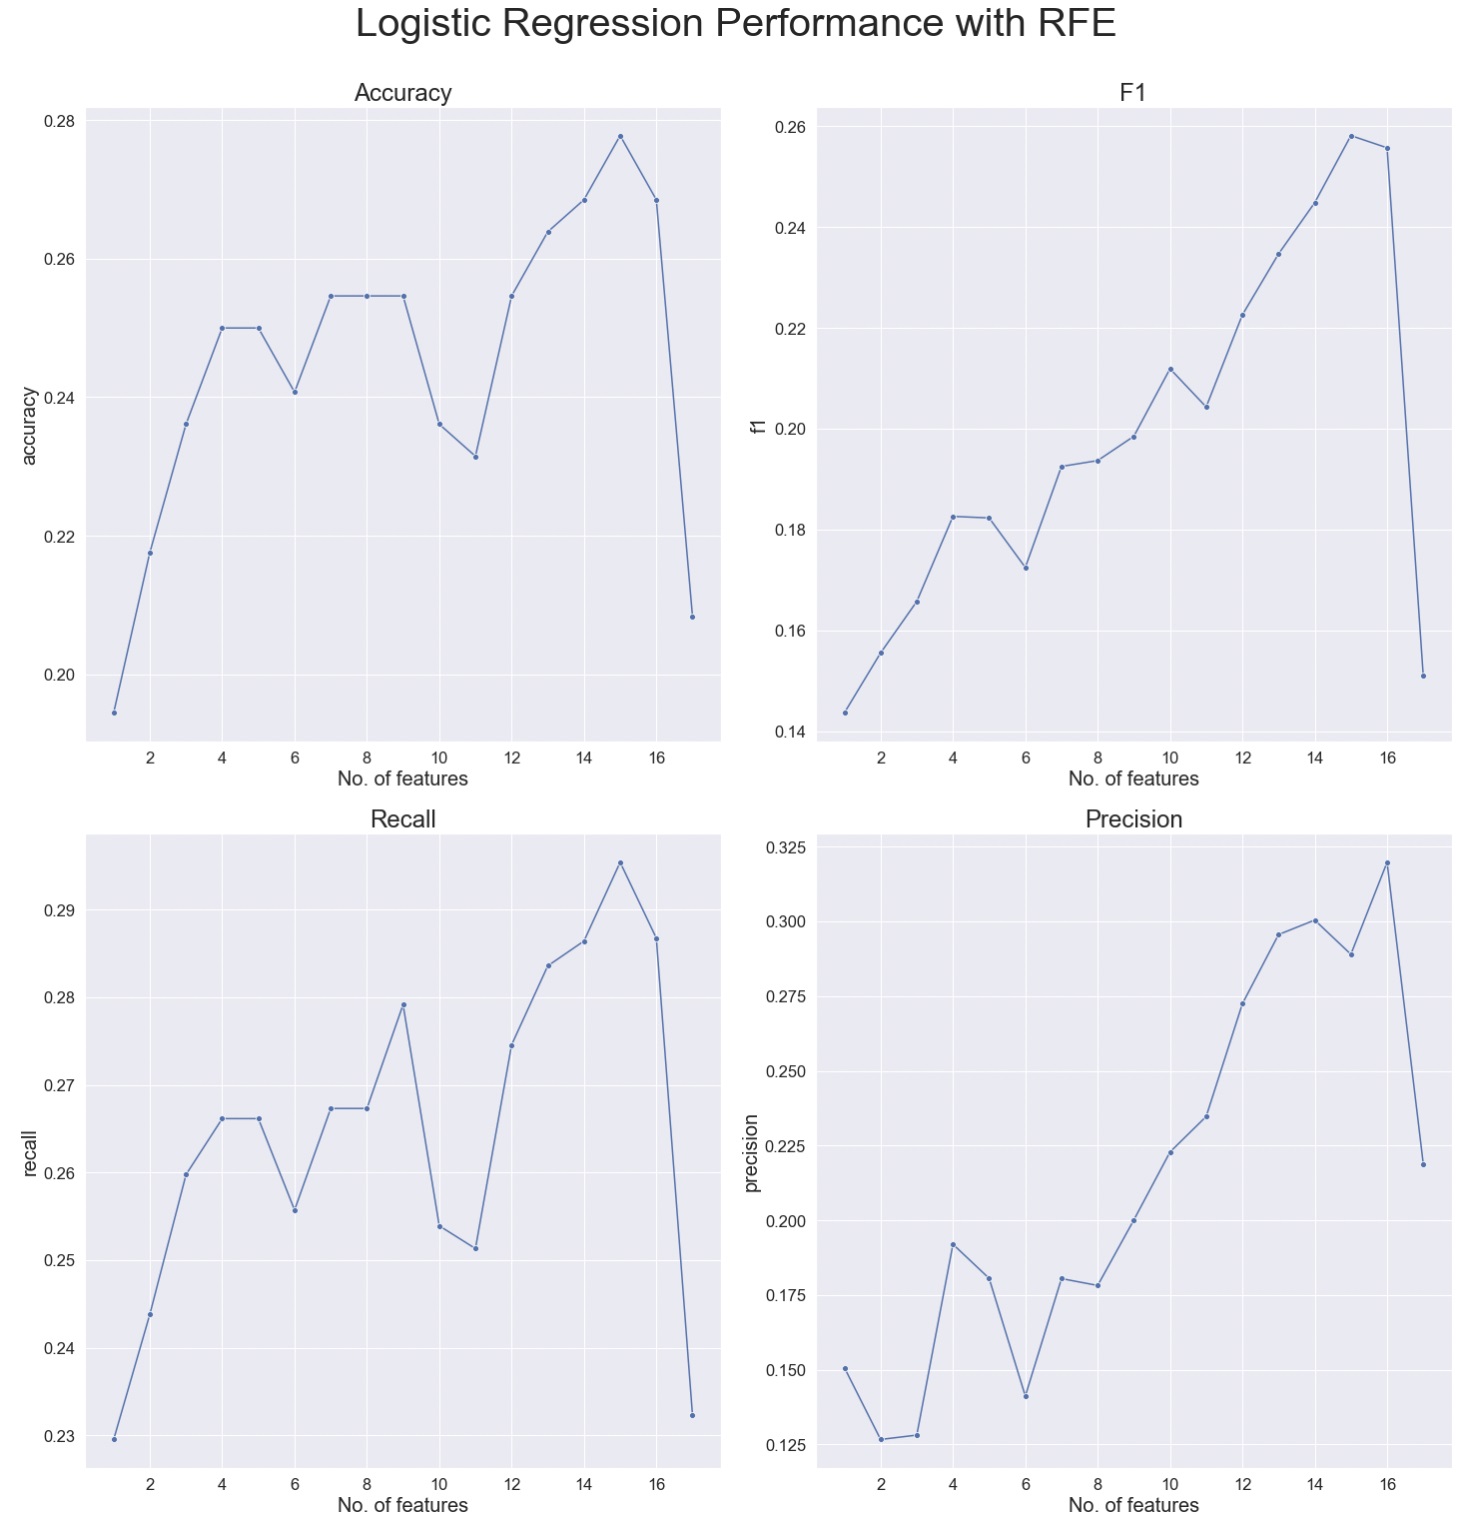 Logistic Regression Performance with RFE
Accuracy
0.28
0.26
0.24
0.22
0.20
accuracy
2 4 6 8 10 12 14 16
No. of features
F1
0.26
0.24
0.22
0.20
0.18
0.16
0.14
f1
2 4 6 8 10 12 14 16
No. of features
Recall
0.29
0.28
0.27
0.26
0.25
0.24
0.23
recall
2 4 6 8 10 12 14 16
No. of features
Precision
0.325
0.300
0.275
0.250
0.225
0.200
0.175
0.150
0.125
precision
2 4 6 8 10 12 14 16
No. of features